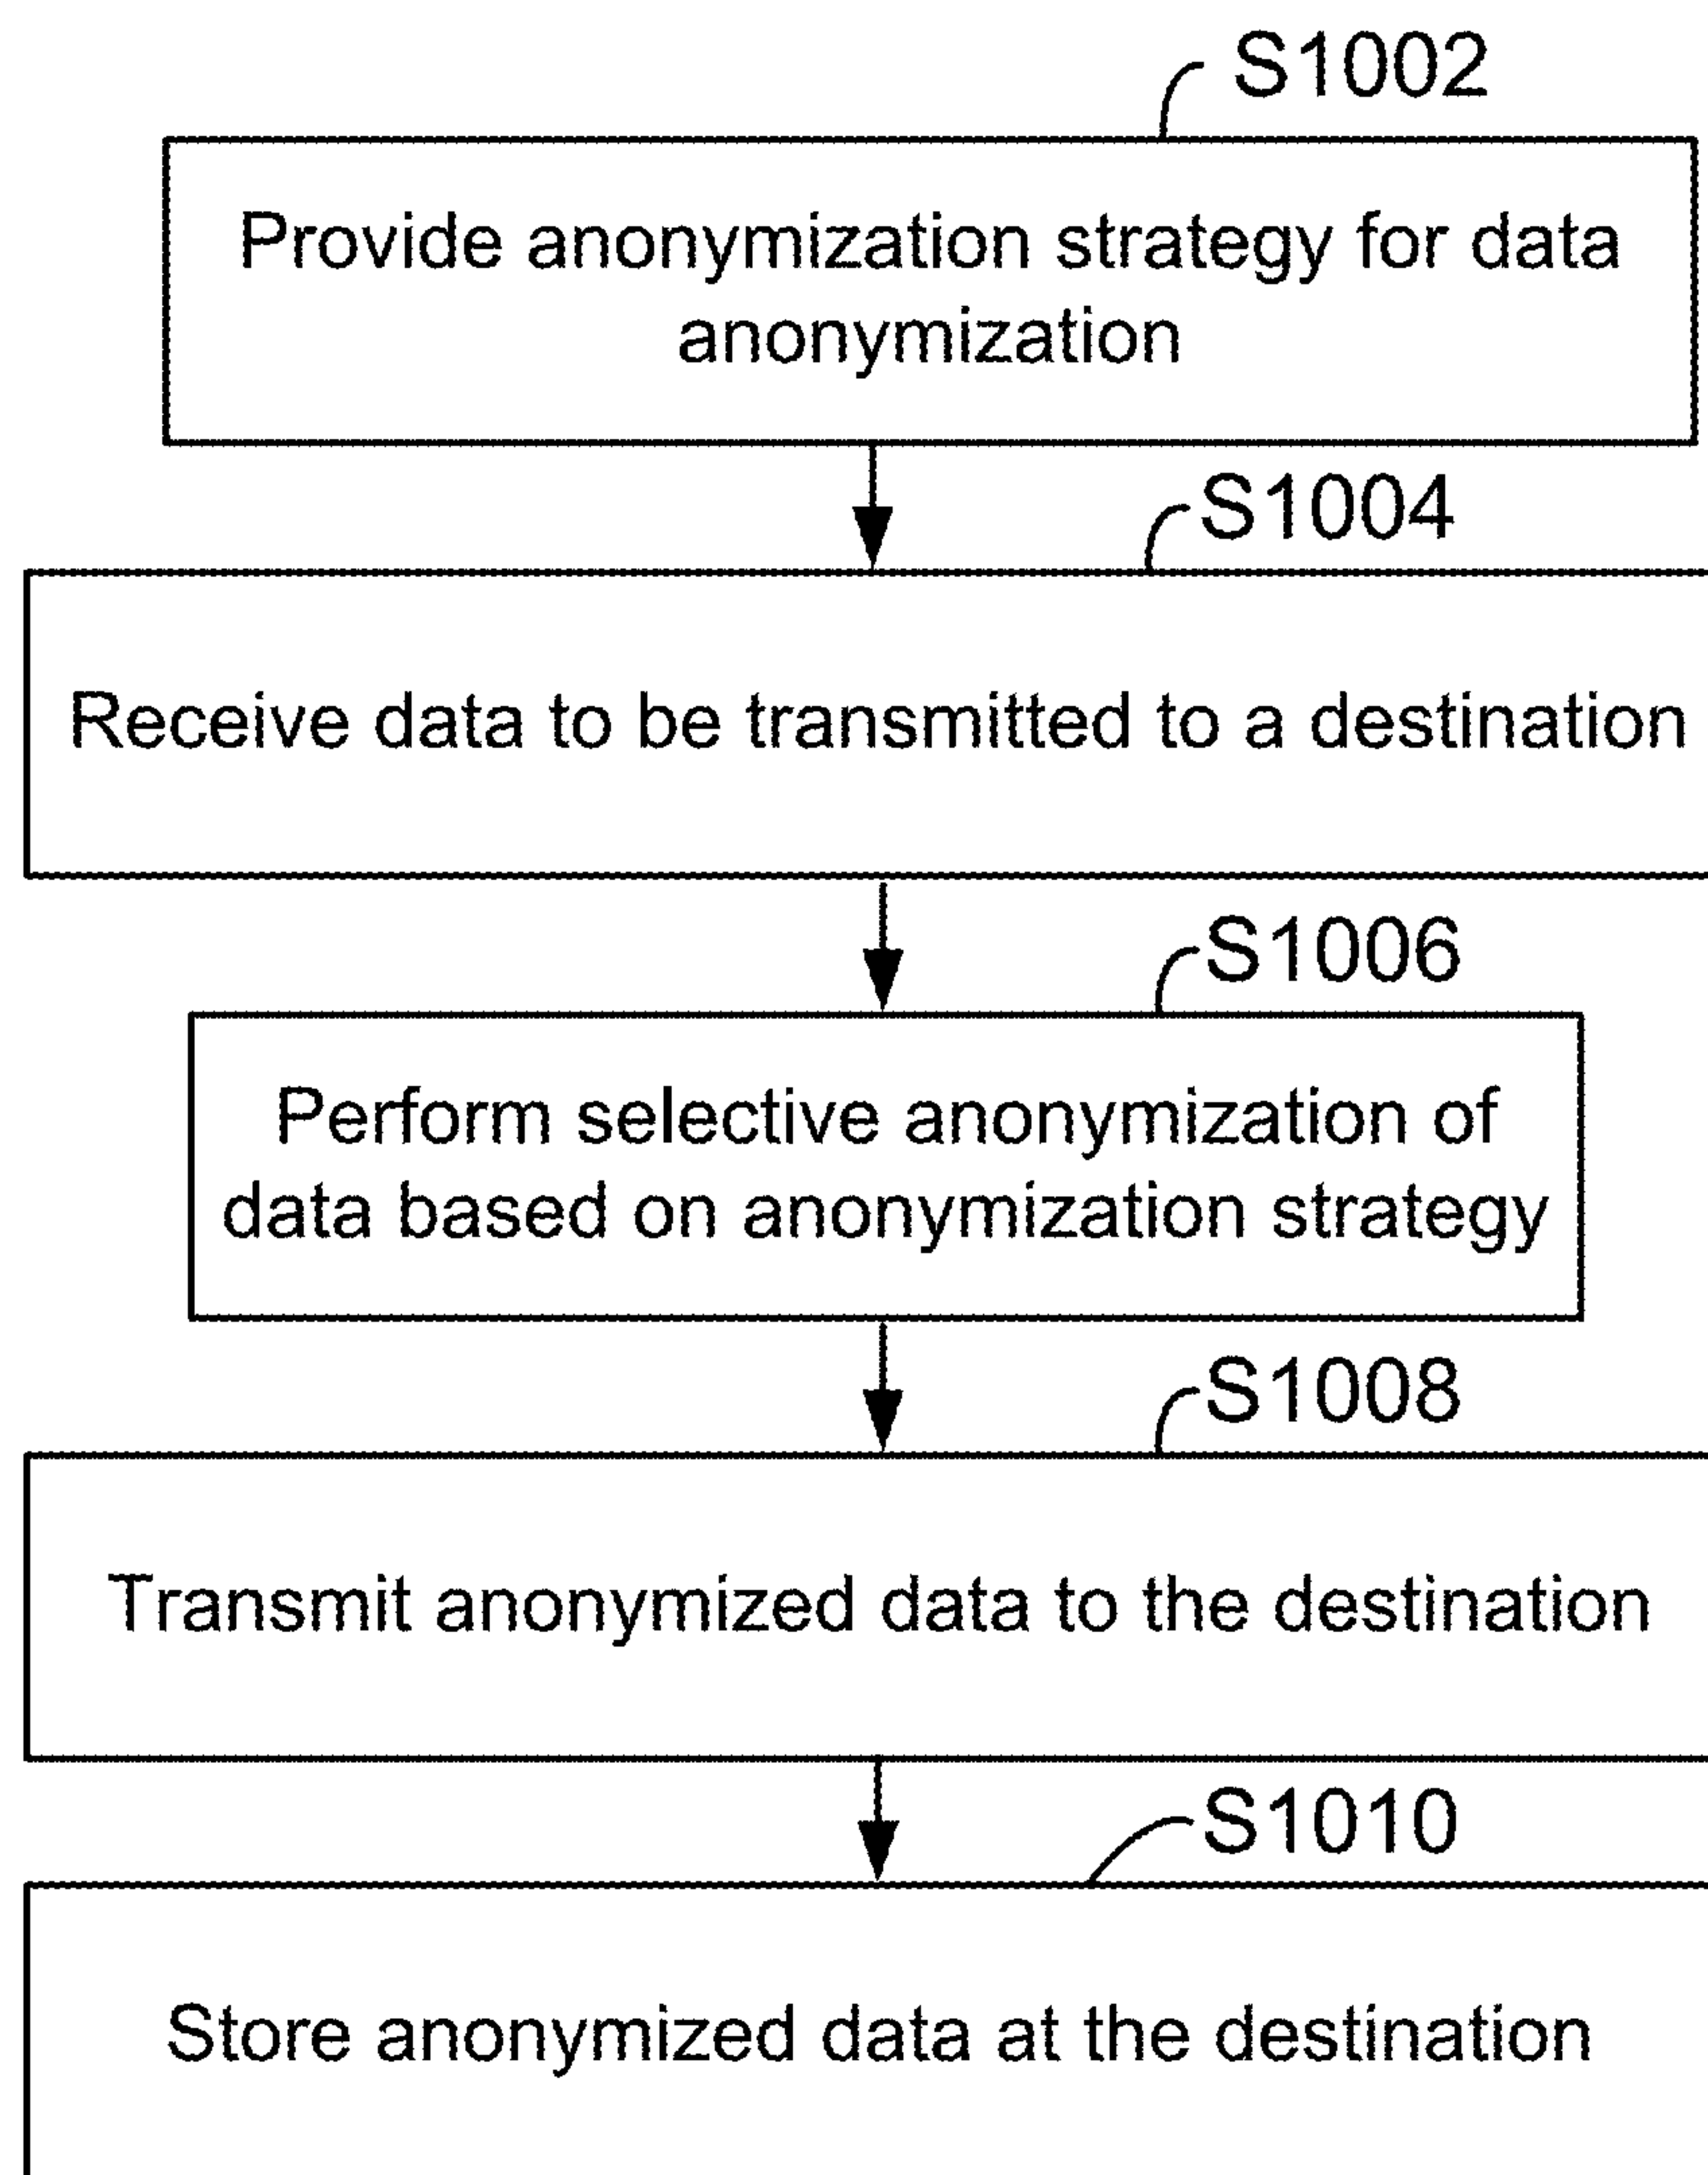 S1002
Provide anonymization strategy for data
anonymization
S1004
Receive data to be transmitted to a destination
S1006
Perform selective anonymization of
data based on anonymization strategy
S1008
Transmit anonymized data to the destination
S1010
Store anonymized data at the destination